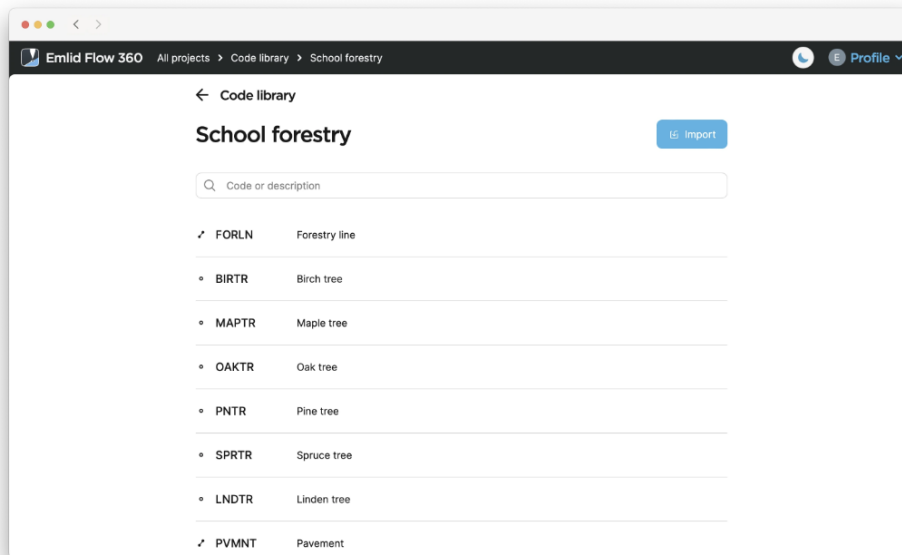 Emlid Flow 360 All projects > Code library > School forestry E Profile
← Code library
School forestry Import
Code or description
FORLN Forestry line
BIRTR Birch tree
MAPTR Maple tree
OAKTR Oak tree
PNTR Pine tree
SPRTR Spruce tree
LNDTR Linden tree
PVMNT Pavement